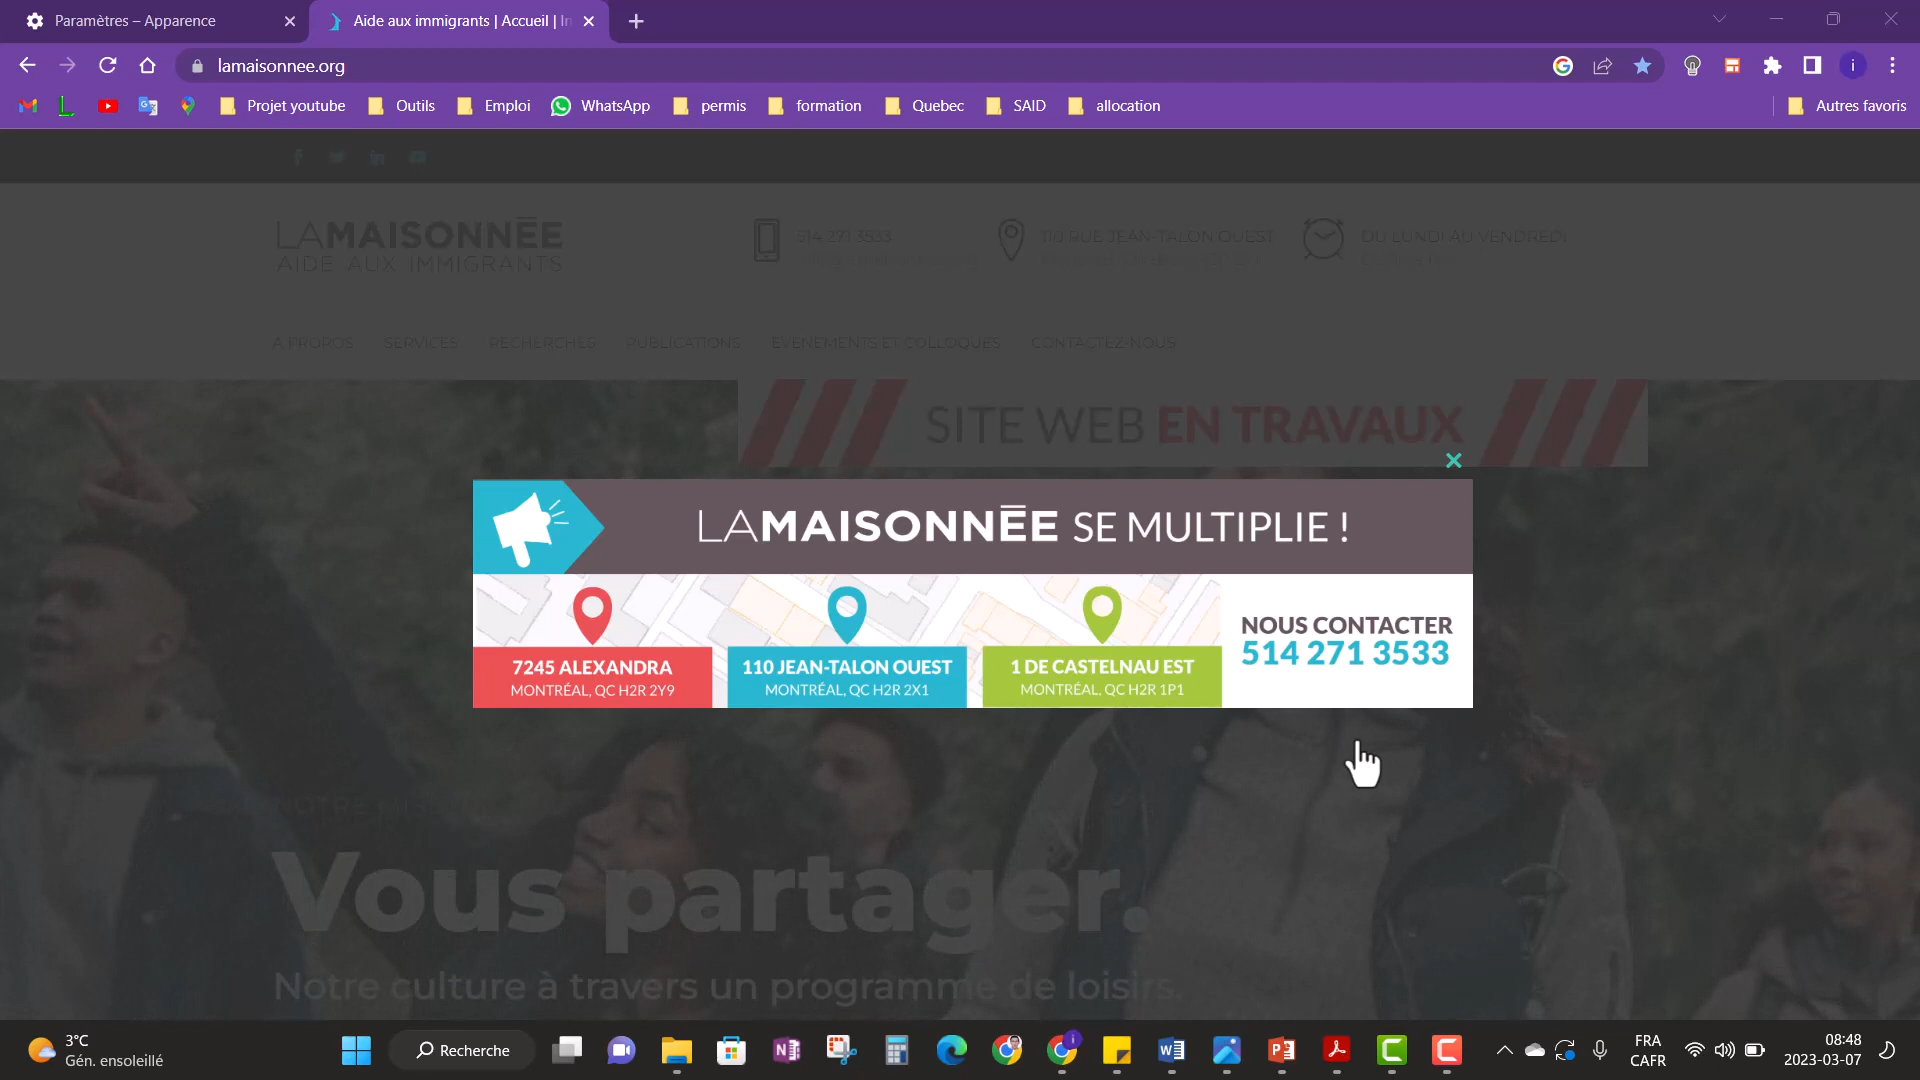 Paramètres – Apparence
Aide aux immigrants | Accueil | In
lamaisonnee.org
Projet youtube
Outils
Emploi
WhatsApp
permis
formation
Quebec
SAID
allocation
Autres favoris
LAMAISONNĒE
AIDE AUX IMMIGRANTS
514 271 3533
110 RUE JEAN-TALON OUEST
DU LUNDI AU VENDREDI
À PROPOS
SERVICES
RECHERCHES
PUBLICATIONS
ÉVÉNEMENTS ET COLLOQUES
CONTACTEZ-NOUS
SITE WEB EN TRAVAUX
LAMAISONNĒE SE MULTIPLIE !
7245 ALEXANDRA
MONTRÉAL, QC H2R 2Y9
110 JEAN-TALON OUEST
MONTRÉAL, QC H2R 2X1
1 DE CASTELNAU EST
MONTRÉAL, QC H2R 1P1
NOUS CONTACTER
514 271 3533
Vous partager.
Notre culture à travers un programme de loisirs.
3°C
Gén. ensoleillé
Recherche
FRA
CAFR
08:48
2023-03-07